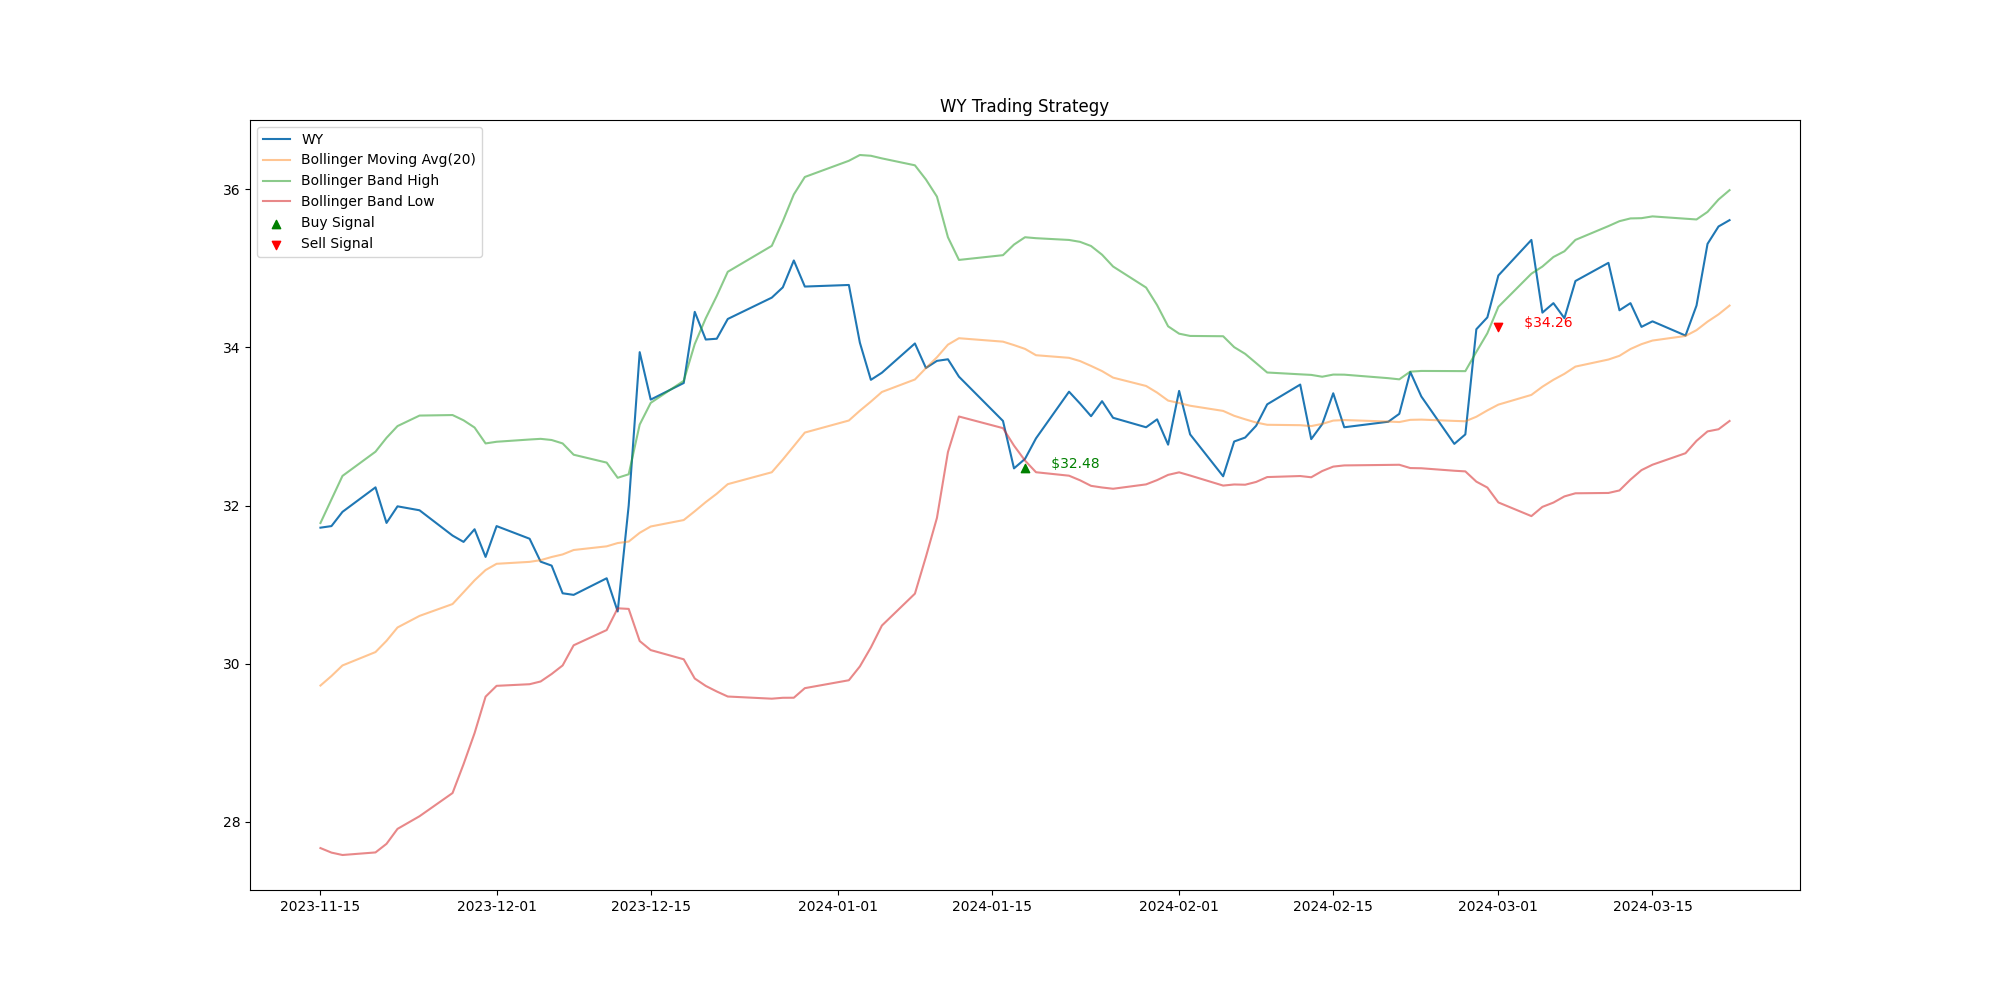 WY Trading Strategy
WY
Bollinger Moving Avg(20)
Bollinger Band High
Bollinger Band Low
Buy Signal
Sell Signal
36
34
32
30
28
$34.26
$32.48
2023-11-15 2023-12-01 2023-12-15 2024-01-01 2024-01-15 2024-02-01 2024-02-15 2024-03-01 2024-03-15